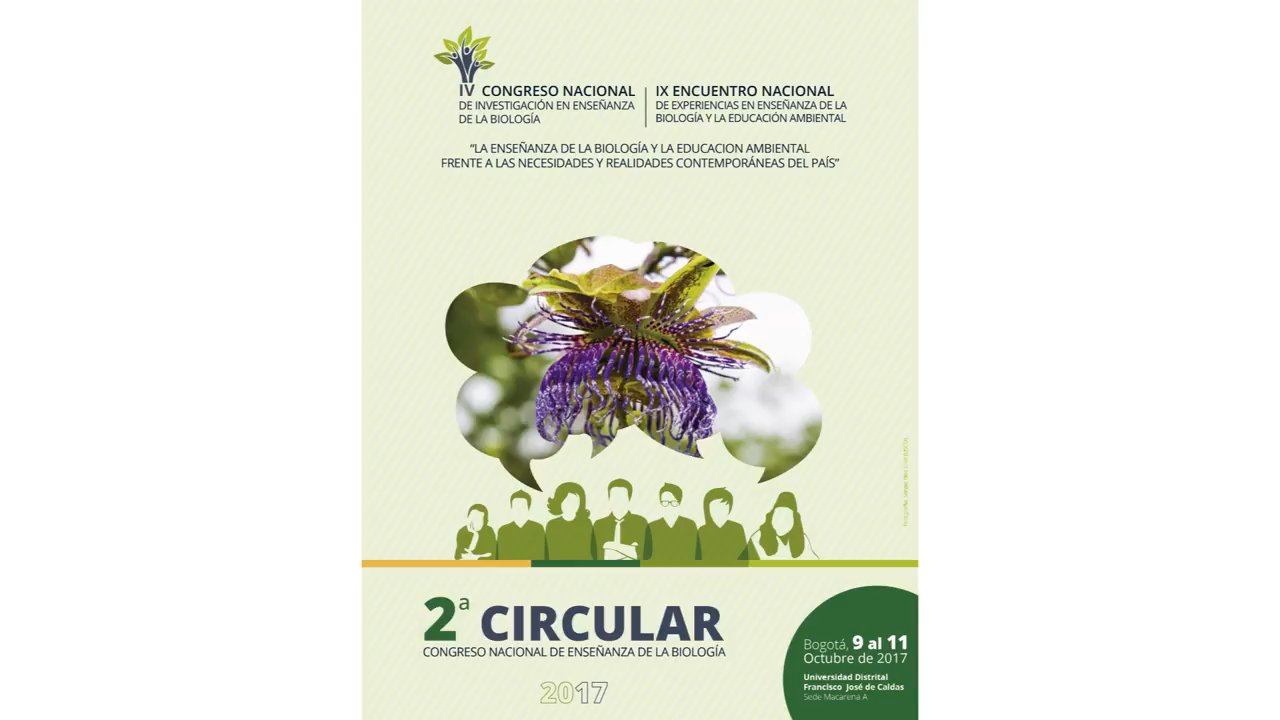 IV CONGRESO NACIONAL
DE INVESTIGACIÓN EN ENSEÑANZA
DE LA BIOLOGÍA
IX ENCUENTRO NACIONAL
DE EXPERIENCIAS EN ENSEÑANZA DE LA
BIOLOGÍA Y LA EDUCACIÓN AMBIENTAL
“LA ENSEÑANZA DE LA BIOLOGÍA Y LA EDUCACION AMBIENTAL
FRENTE A LAS NECESIDADES Y REALIDADES CONTEMPORÁNEAS DEL PAÍS”
2ª CIRCULAR
CONGRESO NACIONAL DE ENSEÑANZA DE LA BIOLOGÍA
2017
Bogotá, 9 al 11
Octubre de 2017
Universidad Distrital
Francisco José de Caldas
Sede Macarena A